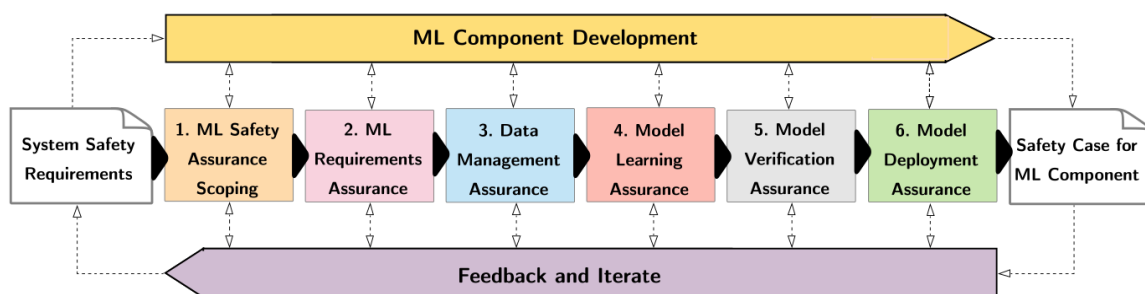 ML Component Development
System Safety
Requirements
1. ML Safety
Assurance
Scoping
2. ML
Requirements
Assurance
3. Data
Management
Assurance
4. Model
Learning
Assurance
5. Model
Verification
Assurance
6. Model
Deployment
Assurance
Safety Case for
ML Component
Feedback and Iterate